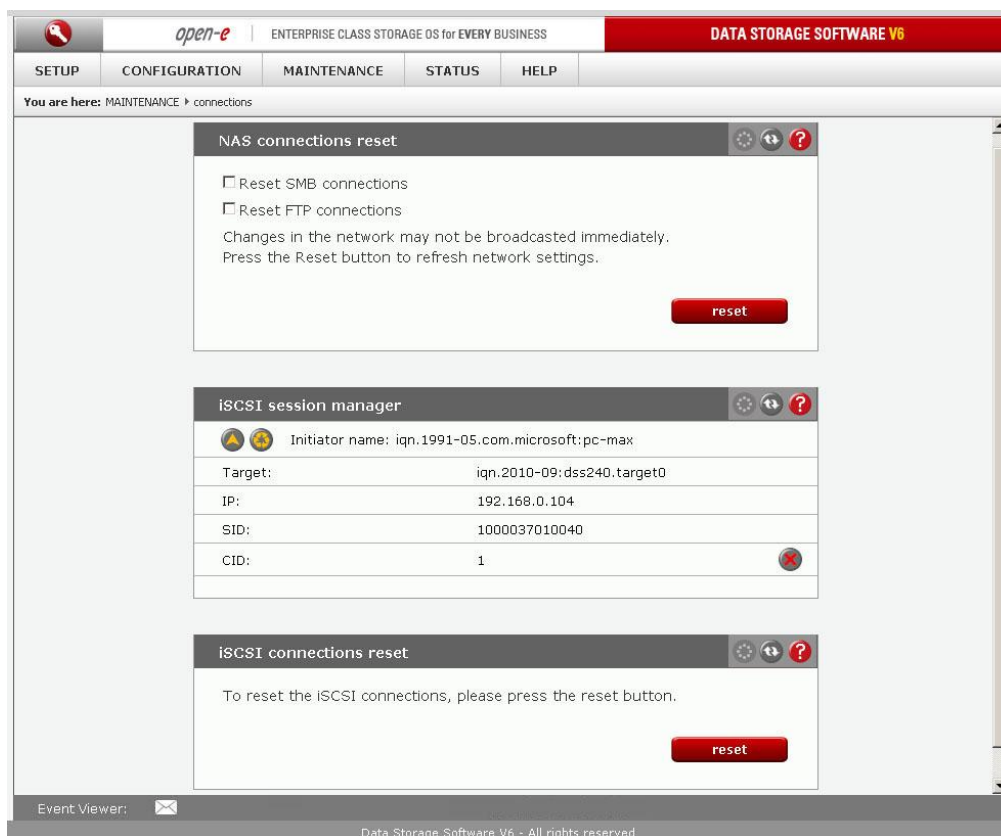 open-e ENTERPRISE CLASS STORAGE OS for EVERY BUSINESS DATA STORAGE SOFTWARE V6
SETUP CONFIGURATION MAINTENANCE STATUS HELP
You are here: MAINTENANCE connections
NAS connections reset
Reset SMB connections
Reset FTP connections
Changes in the network may not be broadcasted immediately.
Press the Reset button to refresh network settings.
reset
iSCSI session manager
Initiator name: iqn.1991-05.com.microsoft:pc-max
Target: iqn.2010-09:dss240.target0
IP: 192.168.0.104
SID: 1000037010040
CID: 1
iSCSI connections reset
To reset the iSCSI connections, please press the reset button.
reset
Event Viewer:
Data Storage Software V6 - All rights reserved